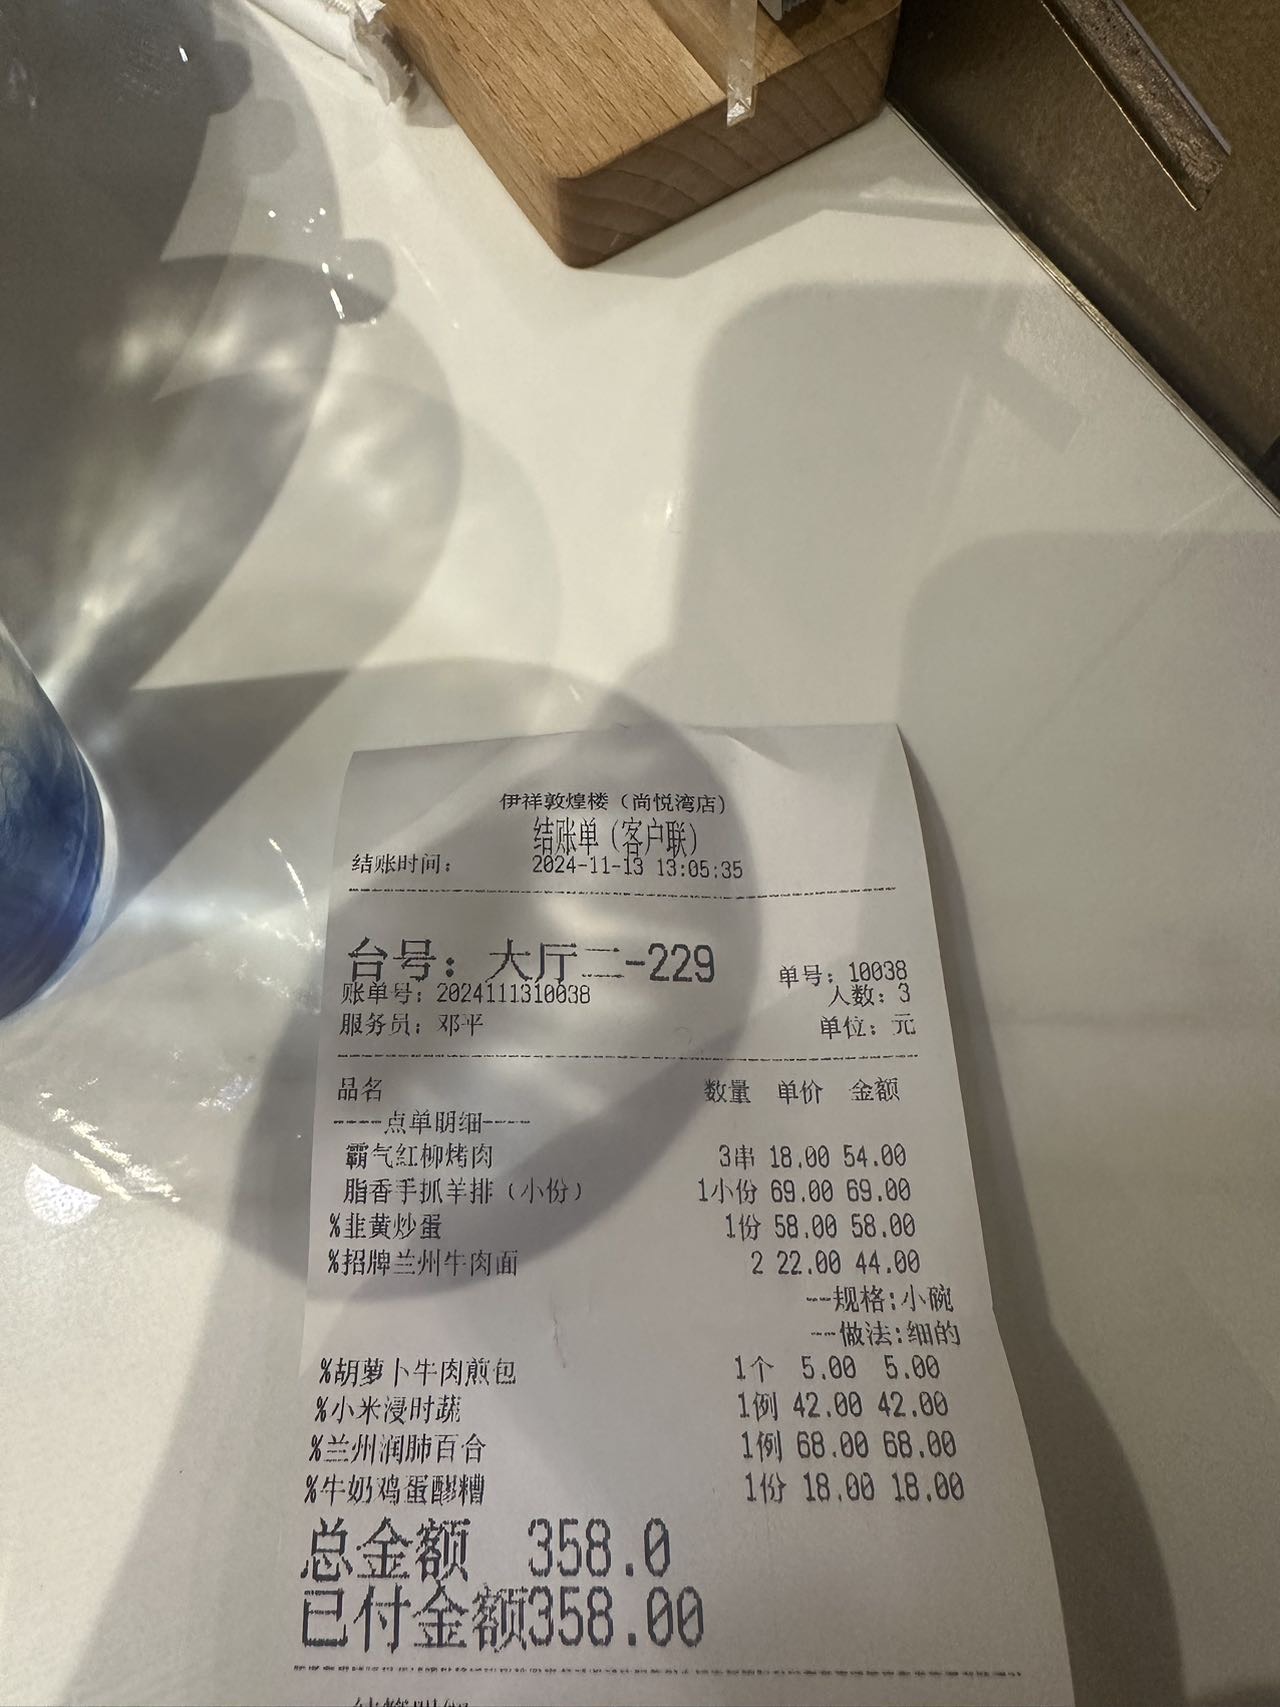 伊祥敦煌楼（尚悦湾店）
结账单（客户联）
结账时间： 2024-11-13 13:05:35
台号：大厅二-229 单号：10038
账单号：2024111310038 人数：3
服务员：邓平 单位：元
品名 数量 单价 金额
----点单明细----
霸气红柳烤肉 3串 18.00 54.00
脂香手抓羊排（小份） 1小份 69.00 69.00
%韭黄炒蛋 1份 58.00 58.00
%招牌兰州牛肉面 2 22.00 44.00
--规格:小碗
--做法:细的
%胡萝卜牛肉煎包 1个 5.00 5.00
%小米浸时蔬 1例 42.00 42.00
%兰州润肺百合 1例 68.00 68.00
%牛奶鸡蛋醪糟 1份 18.00 18.00
总金额 358.0
已付金额358.00